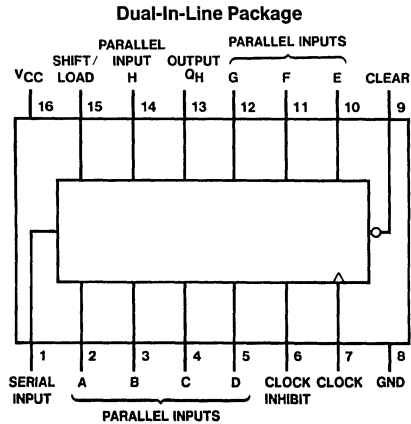 Dual-In-Line Package
PARALLEL INPUTS
PARALLEL
SHIFT/ INPUT OUTPUT
VCC LOAD H QH G F E CLEAR
16 15 14 13 12 11 10 9
1 2 3 4 5 6 7 8
SERIAL A B C D CLOCK CLOCK GND
INPUT INHIBIT
PARALLEL INPUTS